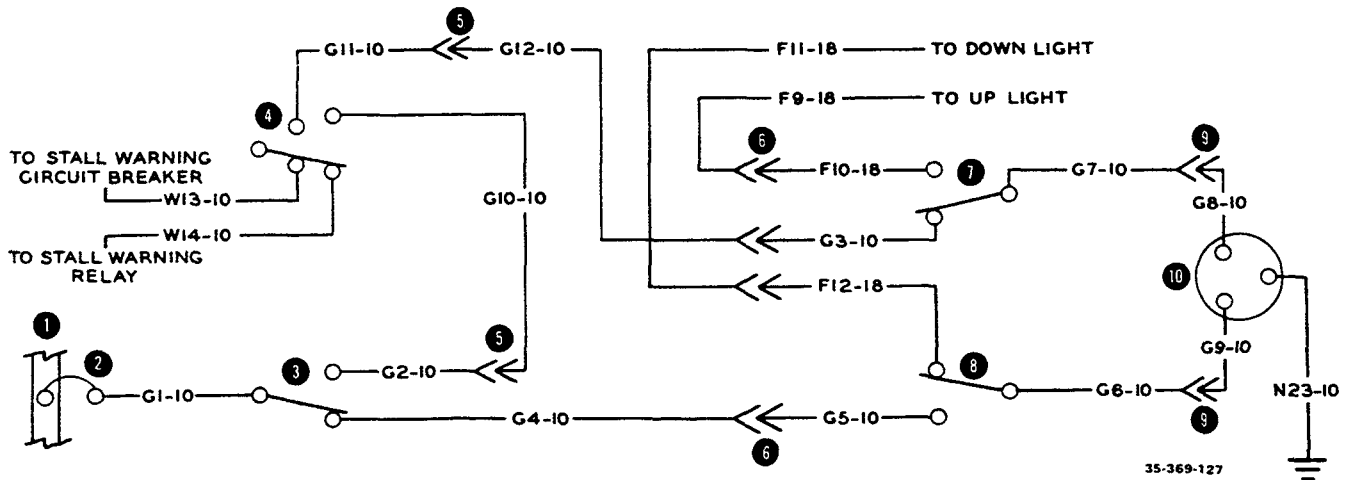 5
G11-10
G12-10
F11-18
TO DOWN LIGHT
F9-18
TO UP LIGHT
4
6
9
TO STALL WARNING
CIRCUIT BREAKER
F10-18
7
G7-10
W13-10
G10-10
G8-10
W14-10
G3-10
TO STALL WARNING
RELAY
10
F12-18
1
5
2
3
G2-10
8
G9-10
G1-10
G6-10
N23-10
G4-10
G5-10
9
6
35-369-127